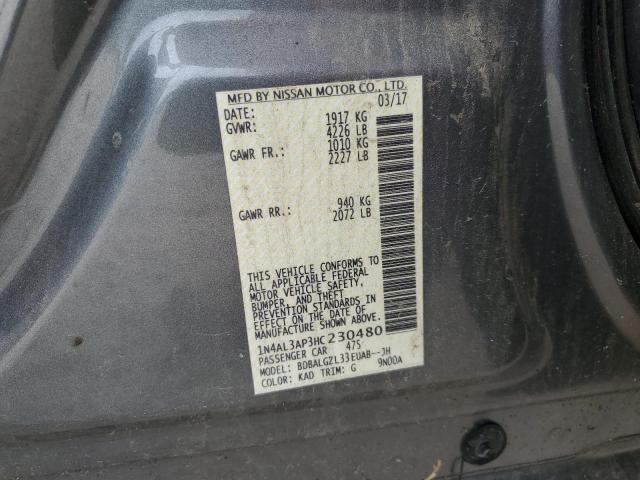 MFD BY NISSAN MOTOR CO., LTD.
DATE: 03/17
GVWR: 1917 KG
4226 LB
GAWR FR.: 1010 KG
2227 LB
GAWR RR.: 940 KG
2072 LB
THIS VEHICLE CONFORMS TO
ALL APPLICABLE FEDERAL
MOTOR VEHICLE SAFETY,
BUMPER, AND THEFT
PREVENTION STANDARDS IN
EFFECT ON THE DATE OF
MANUFACTURE SHOWN ABOVE.
1N4AL3AP3HC230480
PASSENGER CAR 475
MODEL: BDBALGZL33EUAB--JH
COLOR: KAD TRIM: G 9N00A